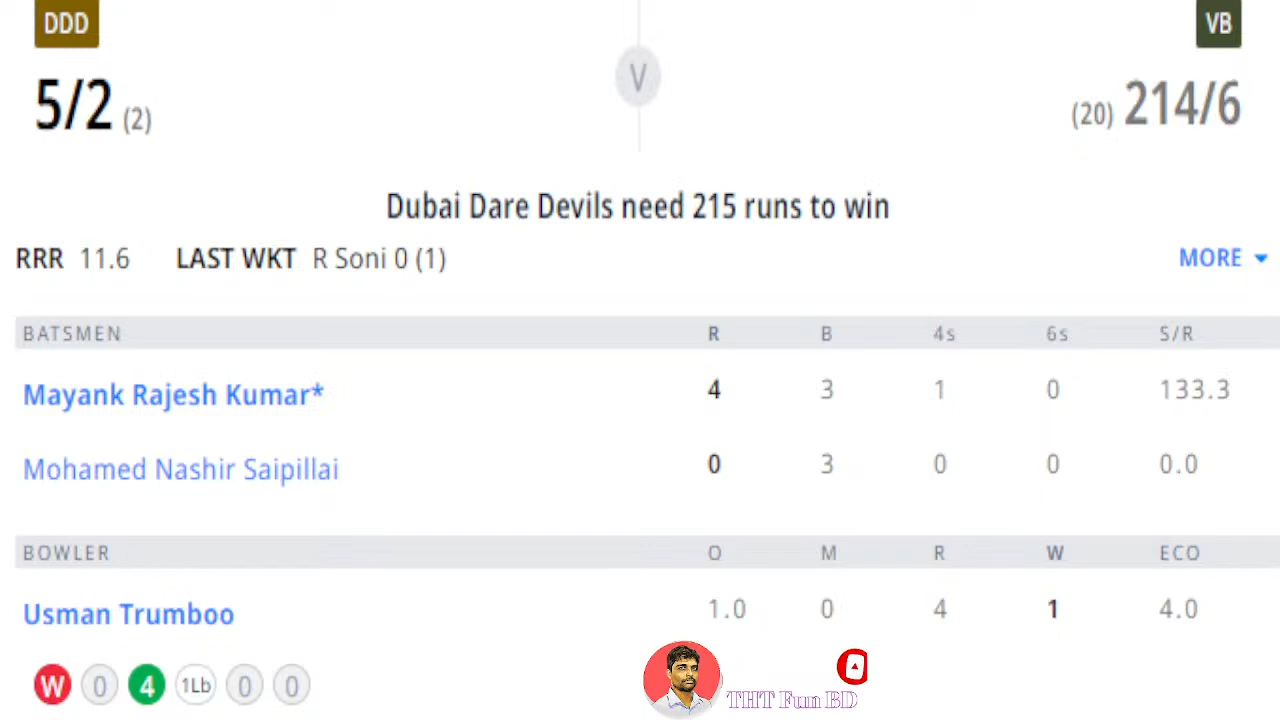 DDD V VB
5/2 (2) (20) 214/6
Dubai Dare Devils need 215 runs to win
RRR 11.6 LAST WKT R Soni 0 (1) MORE
BATSMEN R B 4s 6s S/R
Mayank Rajesh Kumar* 4 3 1 0 133.3
Mohamed Nashir Saipillai 0 3 0 0 0.0
BOWLER O M R W ECO
Usman Trumboo 1.0 0 4 1 4.0
W 0 4 1Lb 0 0
THT Fun BD